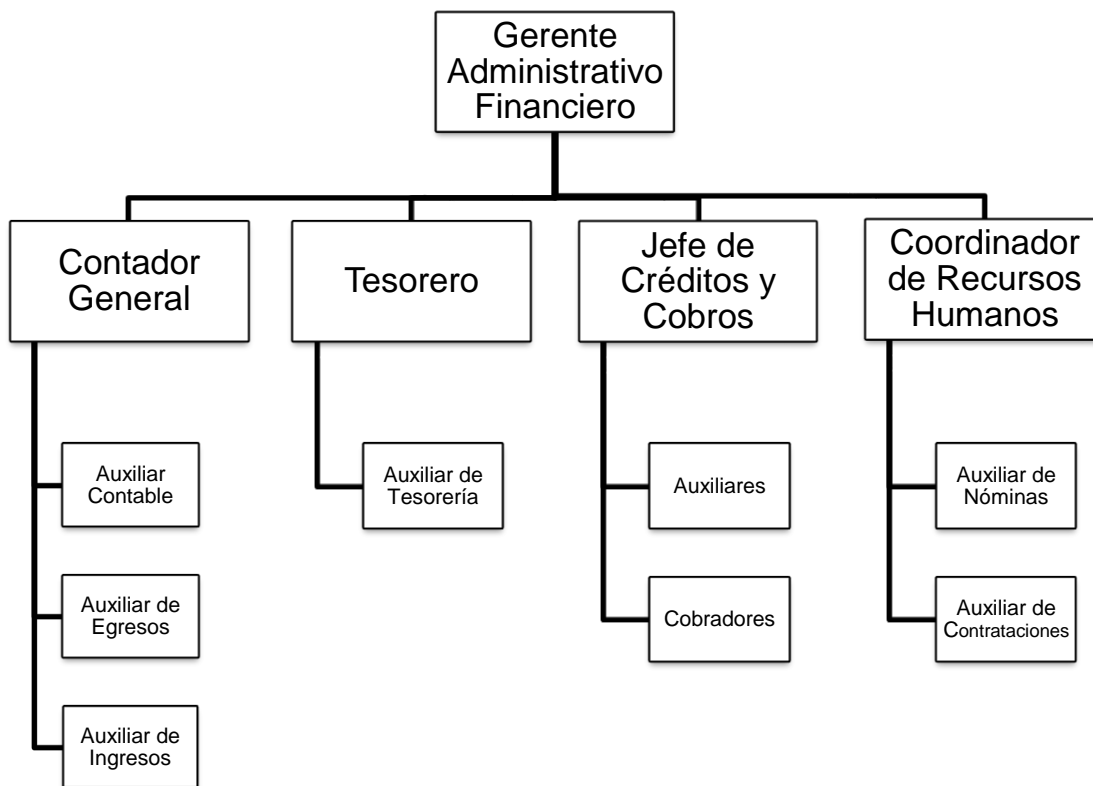 Gerente
Administrativo
Financiero
Contador
General
Tesorero
Jefe de
Créditos y
Cobros
Coordinador
de Recursos
Humanos
Auxiliar
Contable
Auxiliar de
Tesorería
Auxiliares
Auxiliar de
Nóminas
Auxiliar de
Egresos
Cobradores
Auxiliar de
Contrataciones
Auxiliar de
Ingresos